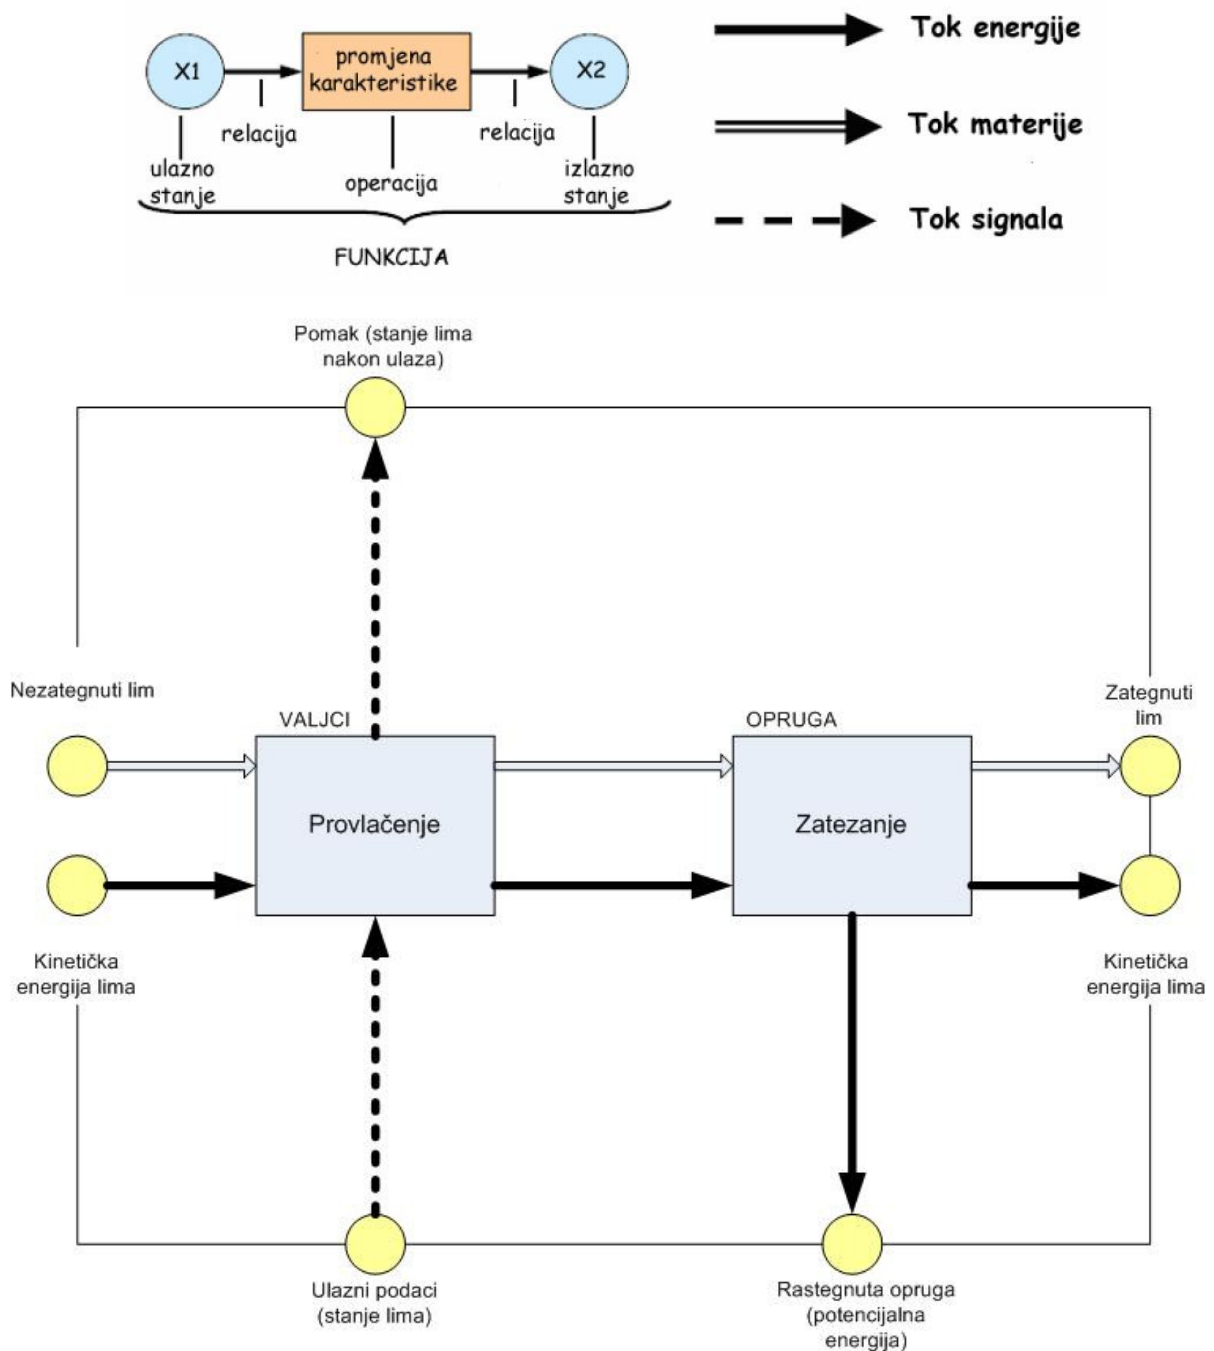 X1
promjena
karakteristike
X2
relacija
relacija
ulazno
stanje
operacija
izlazno
stanje
FUNKCIJA
Tok energije
Tok materije
Tok signala
Pomak (stanje lima
nakon ulaza)
Nezategnuti lim
Zategnuti
lim
VALJCI
OPRUGA
Provlačenje
Zatezanje
Kinetička
energija lima
Kinetička
energija lima
Ulazni podaci
(stanje lima)
Rastegnuta opruga
(potencijalna
energija)